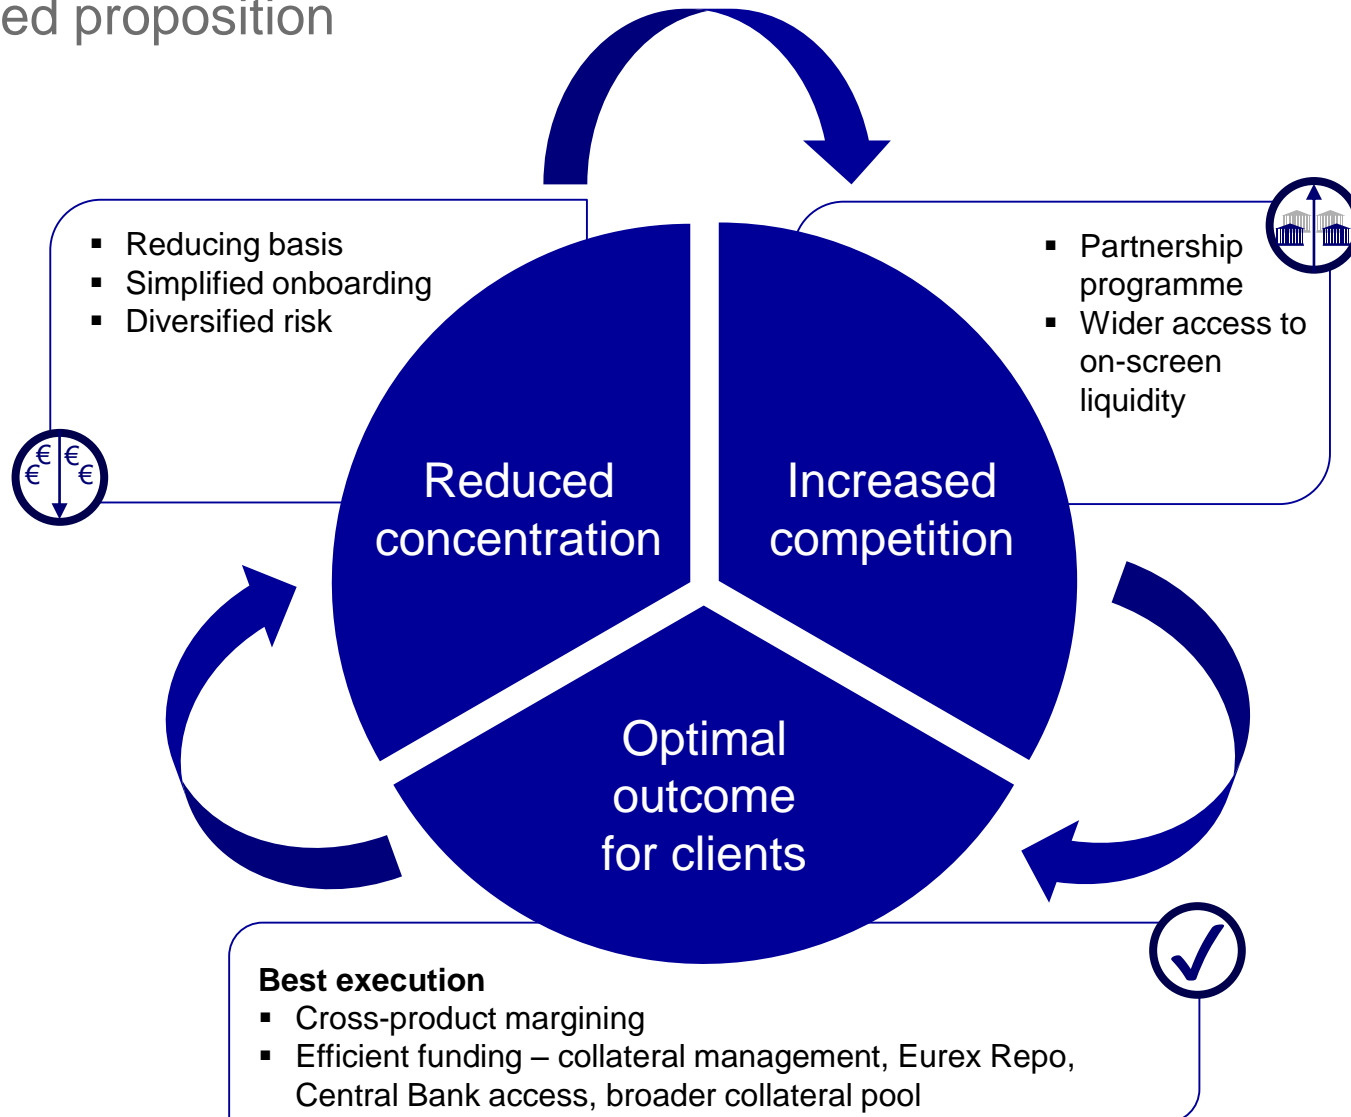 ed proposition
▪ Reducing basis
▪ Simplified onboarding
▪ Diversified risk
▪ Partnership
programme
▪ Wider access to
on-screen
liquidity
€ € € €
Reduced
concentration
Increased
competition
Optimal
outcome
for clients
Best execution
▪ Cross-product margining
▪ Efficient funding – collateral management, Eurex Repo,
Central Bank access, broader collateral pool